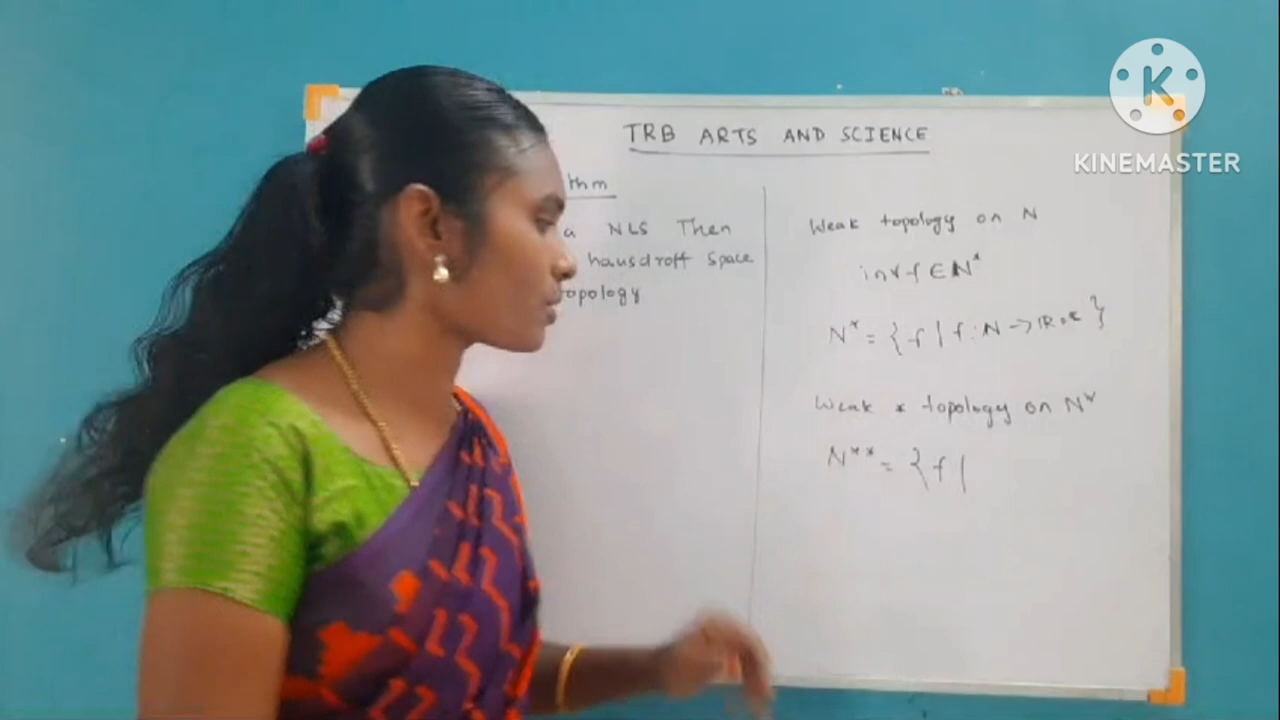 TRB ARTS AND SCIENCE
thm
a NLS Then
hausdroff space
opology
Weak topology on N
in ∀ f ∈ N*
N* = { f | f : N → IR or C }
Weak * topology on N*
N** = { f |
K
KINEMASTER